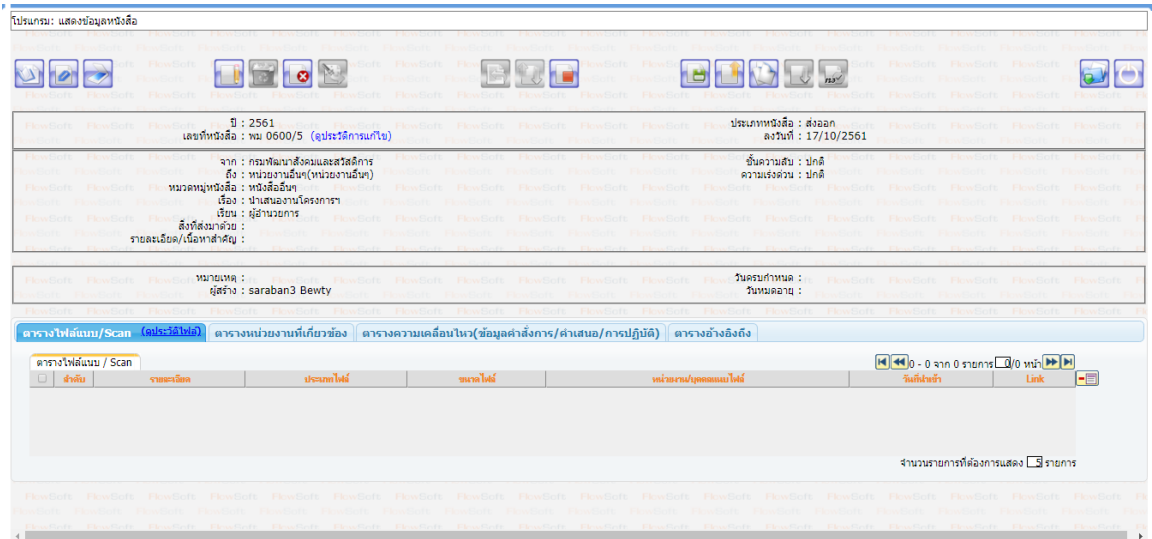 โปรแกรม: แสดงข้อมูลหนังสือ
ปี : 2561
ประเภทหนังสือ : ส่งออก
เลขที่หนังสือ : พม 0600/5 (ดูประวัติการแก้ไข)
ลงวันที่ : 17/10/2561
จาก : กรมพัฒนาสังคมและสวัสดิการ
ชั้นความลับ : ปกติ
ถึง : หน่วยงานอื่นๆ(หน่วยงานอื่นๆ)
ความเร่งด่วน : ปกติ
หมวดหมู่หนังสือ : หนังสืออื่นๆ
เรื่อง : นำเสนองานโครงการฯ
เรียน : ผู้อำนวยการ
สิ่งที่ส่งมาด้วย :
รายละเอียด/เนื้อหาสำคัญ :
หมายเหตุ :
วันครบกำหนด :
ผู้สร้าง : saraban3 Bewty
วันหมดอายุ :
ตารางไฟล์แนบ/Scan (ดูประวัติไฟล์) ตารางหน่วยงานที่เกี่ยวข้อง ตารางความเคลื่อนไหว(ข้อมูลคำสั่งการ/คำเสนอ/การปฏิบัติ) ตารางอ้างอิงถึง
ตารางไฟล์แนบ / Scan
0 - 0 จาก 0 รายการ 0/0 หน้า
ลำดับ รายละเอียด ประเภทไฟล์ ขนาดไฟล์ หน่วยงาน/บุคคลแนบไฟล์ วันที่นำเข้า Link
จำนวนรายการที่ต้องการแสดง 5 รายการ